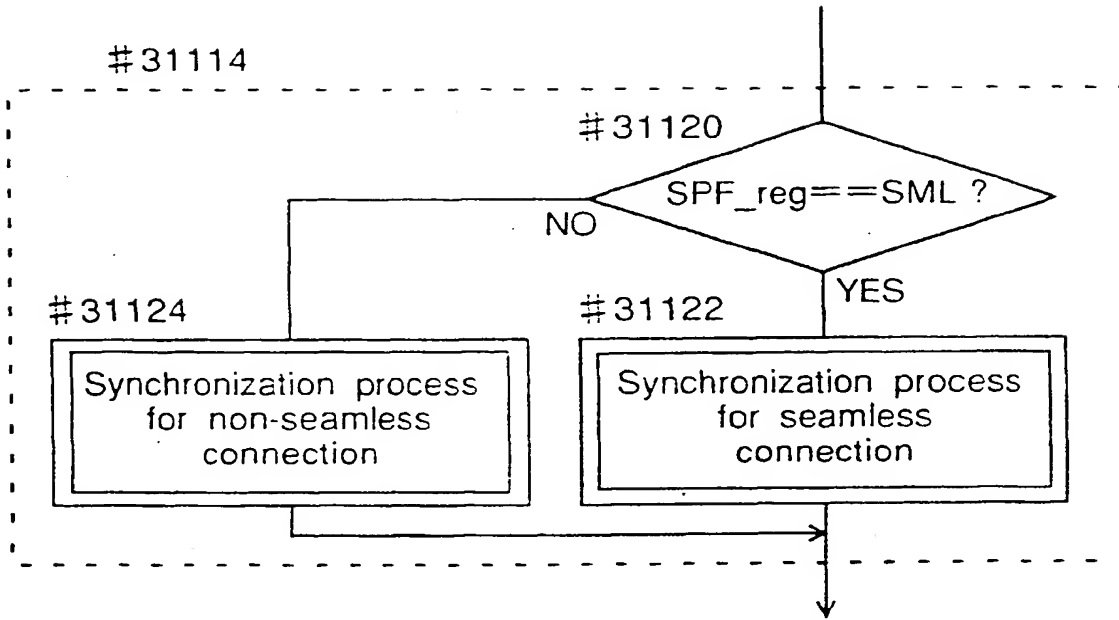 #31114
#31120
SPF_reg==SML ?
NO
YES
#31124
#31122
Synchronization process
for non-seamless
connection
Synchronization process
for seamless
connection